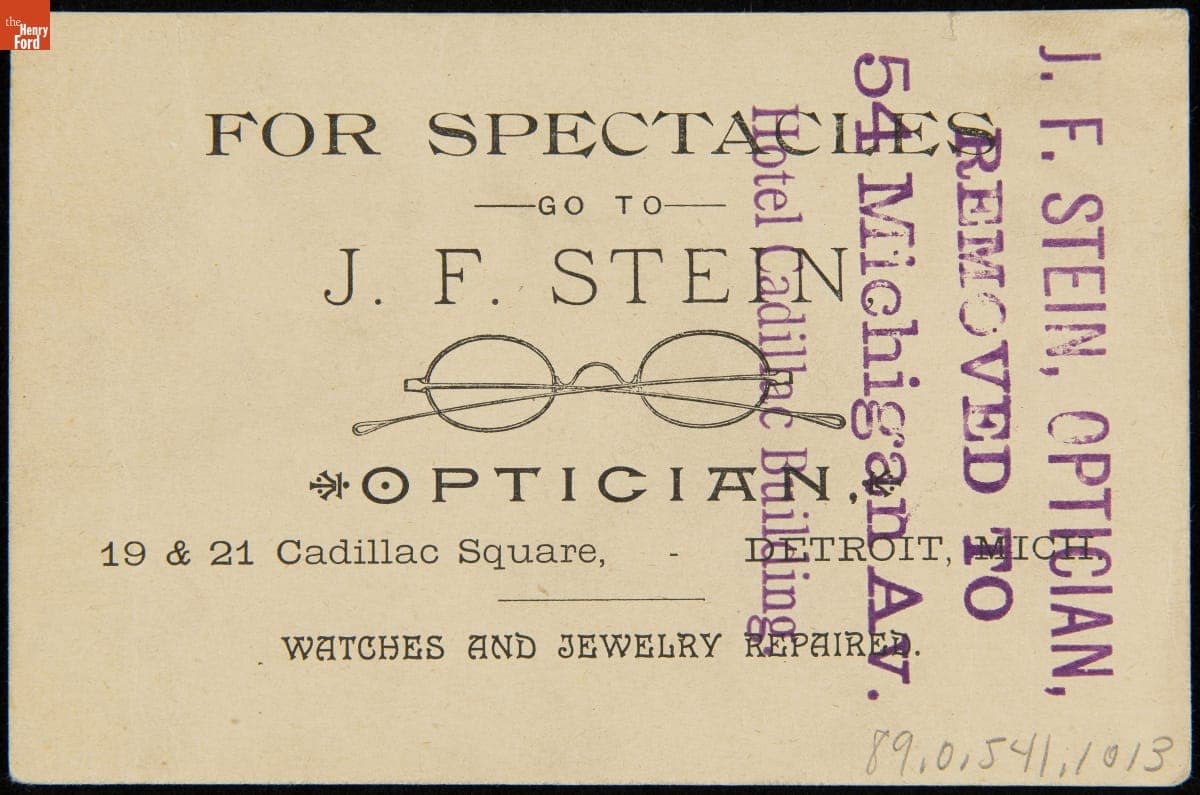 the
Henry
Ford
FOR SPECTACLES
GO TO
J. F. STEIN,
OPTICIAN,
19 & 21 Cadillac Square, - DETROIT, MICH.
WATCHES AND JEWELRY REPAIRED.
J. F. STEIN, OPTICIAN,
REMOVED TO
54 Michigan Av.
Hotel Cadillac Building.
89.0.541.1013